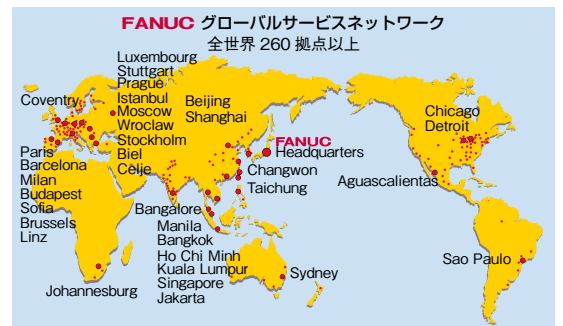 FANUC グローバルサービスネットワーク
全世界 260 拠点以上
Luxembourg
Stuttgart
Prague
Istanbul
Moscow
Wroclaw
Stockholm
Biel
Celje
Coventry
Paris
Barcelona
Milan
Budapest
Sofia
Brussels
Linz
Beijing
Shanghai
FANUC
Headquarters
Changwon
Taichung
Bangalore
Manila
Bangkok
Ho Chi Minh
Kuala Lumpur
Singapore
Jakarta
Sydney
Johannesburg
Chicago
Detroit
Aguascalientas
Sao Paulo